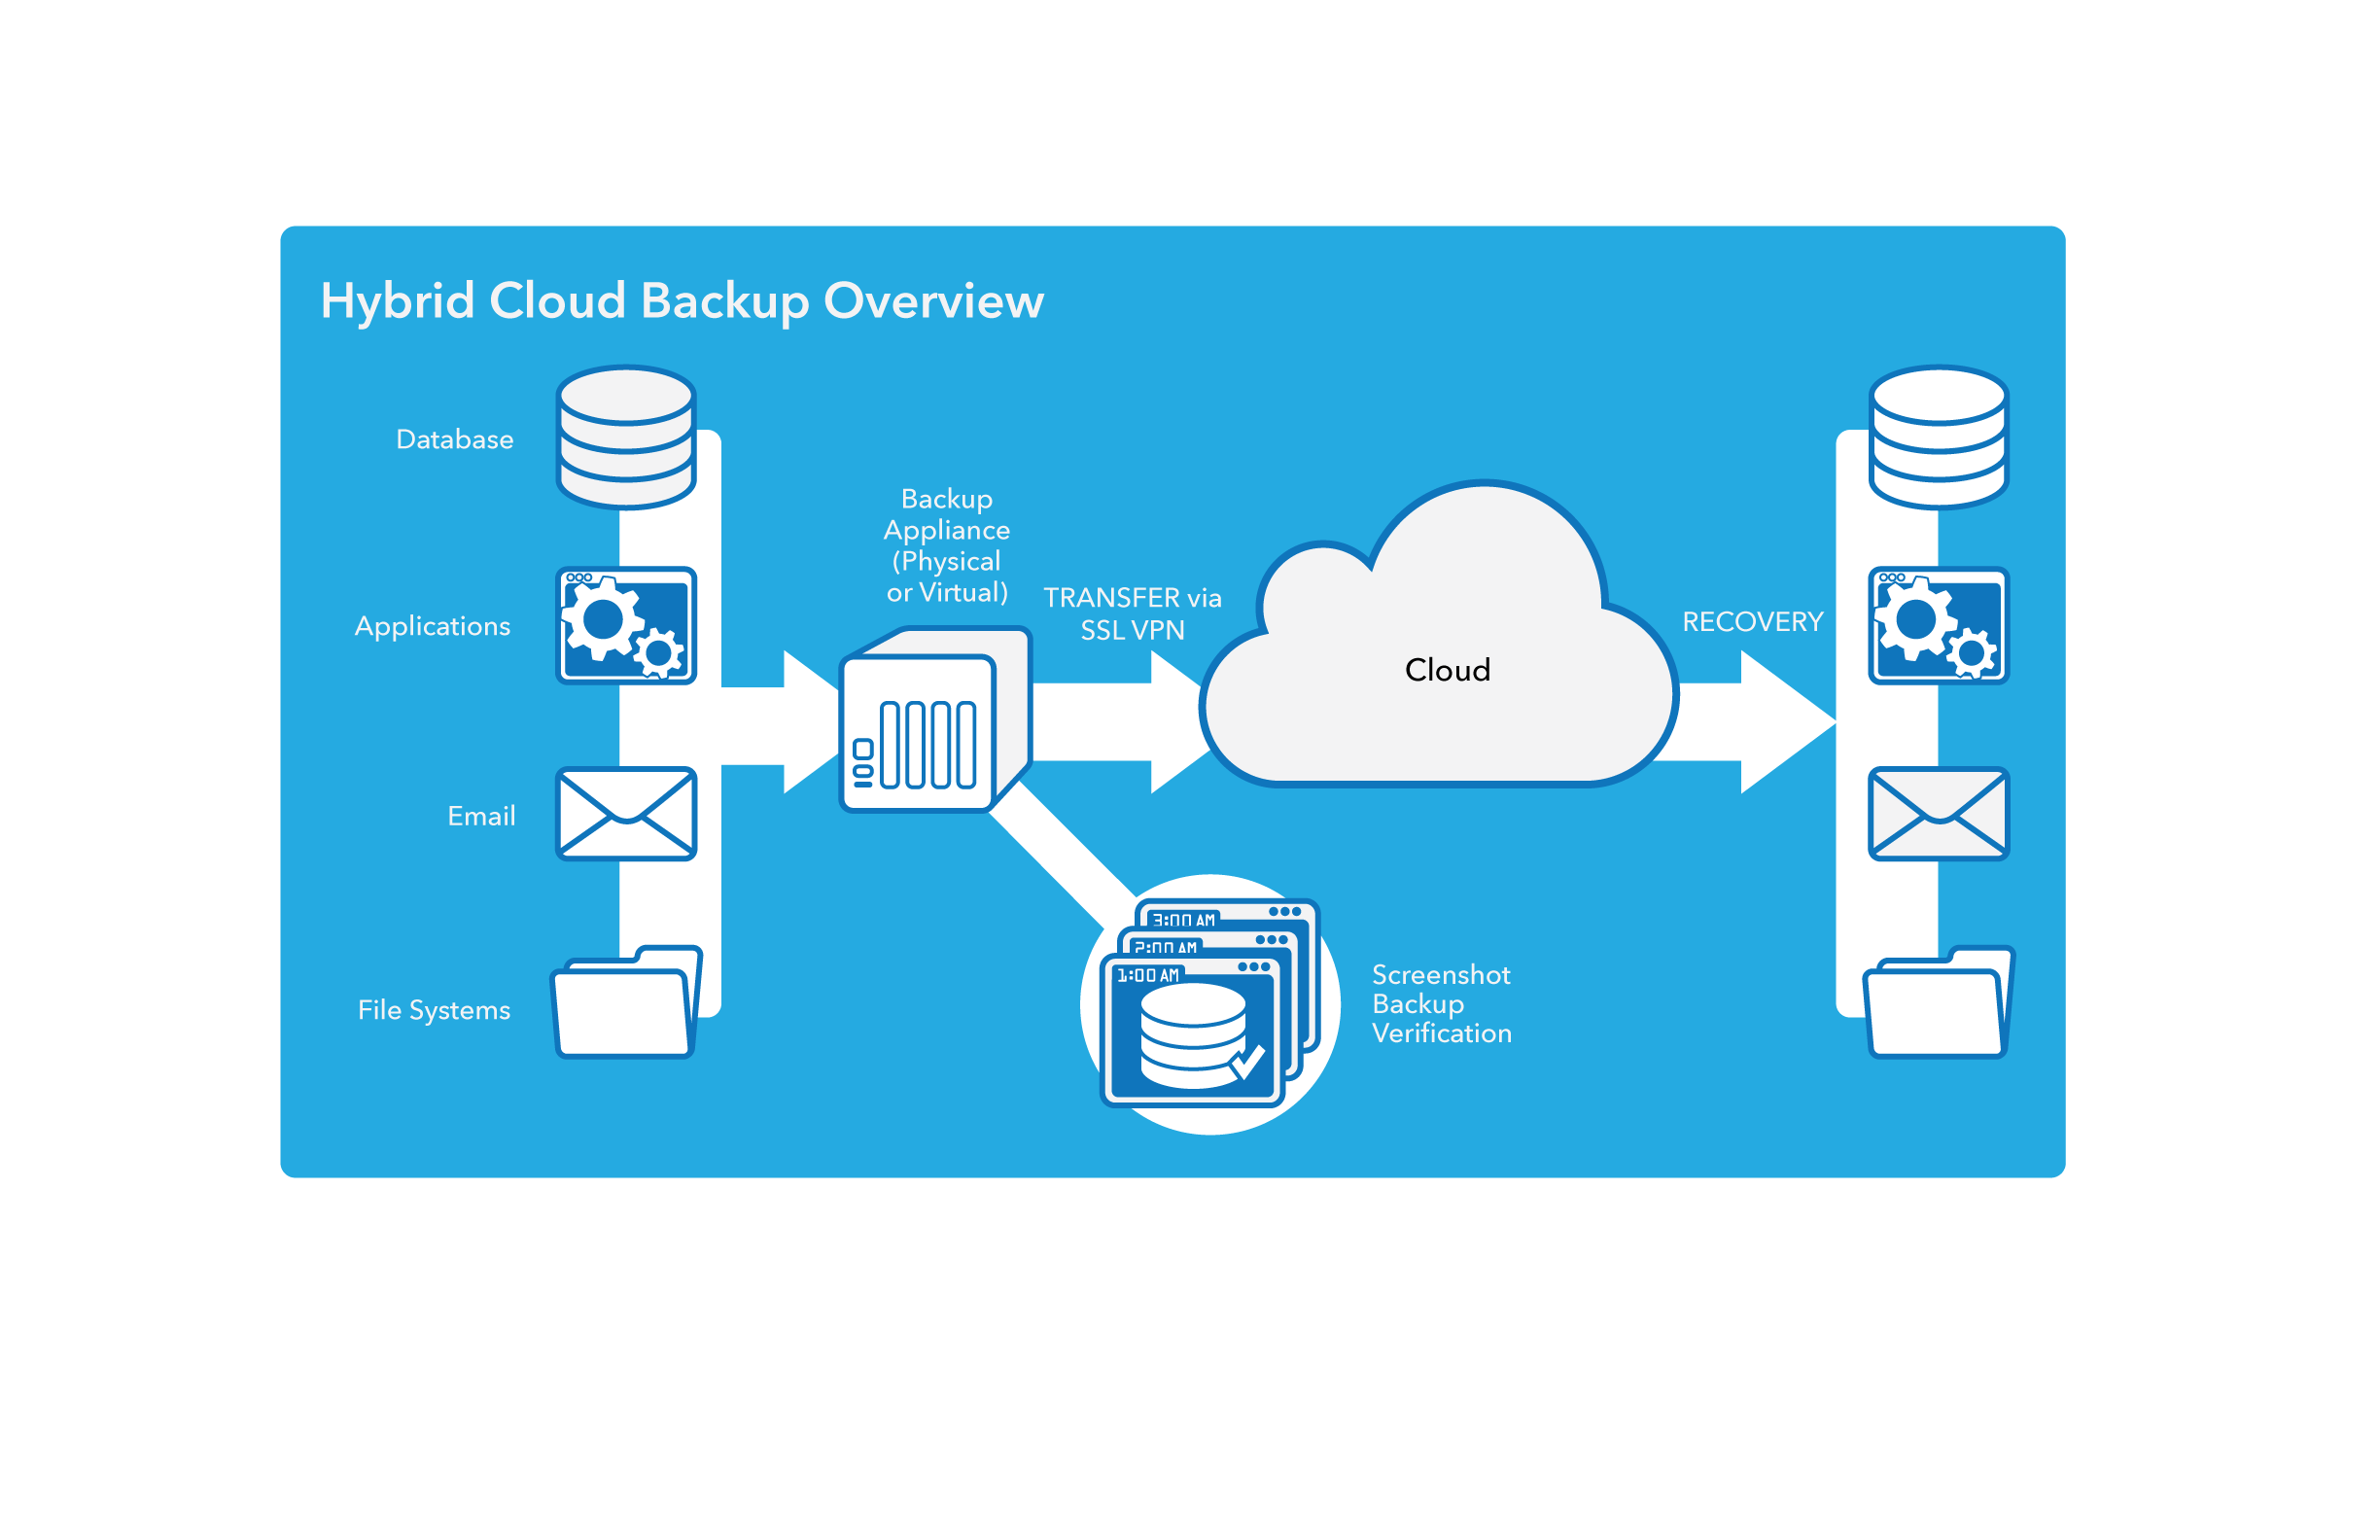 Hybrid Cloud Backup Overview
Database
Applications
Email
File Systems
Backup
Appliance
(Physical
or Virtual)
TRANSFER via
SSL VPN
Cloud
RECOVERY
3:00 AM
2:00 AM
1:00 AM
Screenshot
Backup
Verification